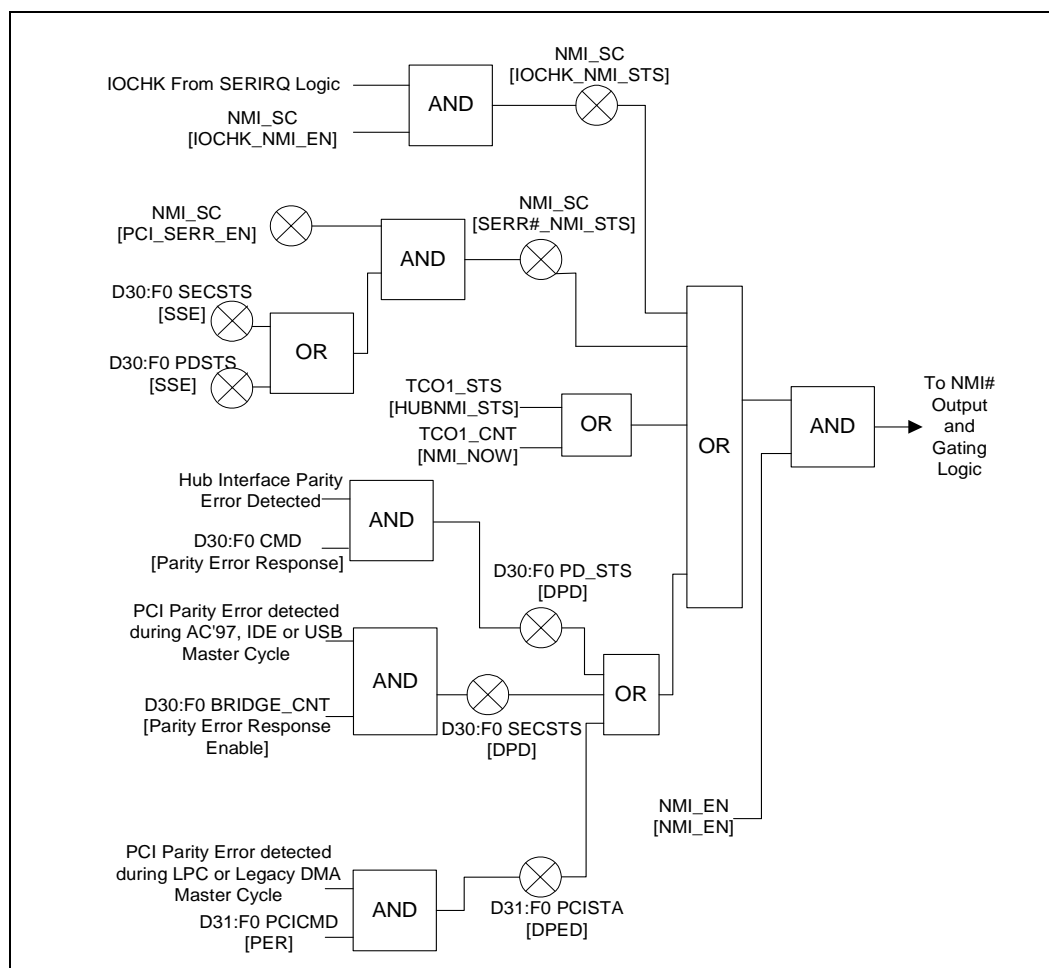 NMI_SC
[IOCHK_NMI_STS]
IOCHK From SERIRQ Logic
AND
NMI_SC
[IOCHK_NMI_EN]
NMI_SC
[PCI_SERR_EN]
NMI_SC
[SERR#_NMI_STS]
AND
D30:F0 SECSTS
[SSE]
OR
D30:F0 PDSTS
[SSE]
TCO1_STS
[HUBNMI_STS]
OR
TCO1_CNT
[NMI_NOW]
OR
AND
To NMI#
Output
and
Gating
Logic
Hub Interface Parity
Error Detected
AND
D30:F0 CMD
[Parity Error Response]
D30:F0 PD_STS
[DPD]
PCI Parity Error detected
during AC'97, IDE or USB
Master Cycle
AND
OR
D30:F0 BRIDGE_CNT
[Parity Error Response
Enable]
D30:F0 SECSTS
[DPD]
NMI_EN
[NMI_EN]
PCI Parity Error detected
during LPC or Legacy DMA
Master Cycle
AND
D31:F0 PCICMD
[PER]
D31:F0 PCISTA
[DPED]